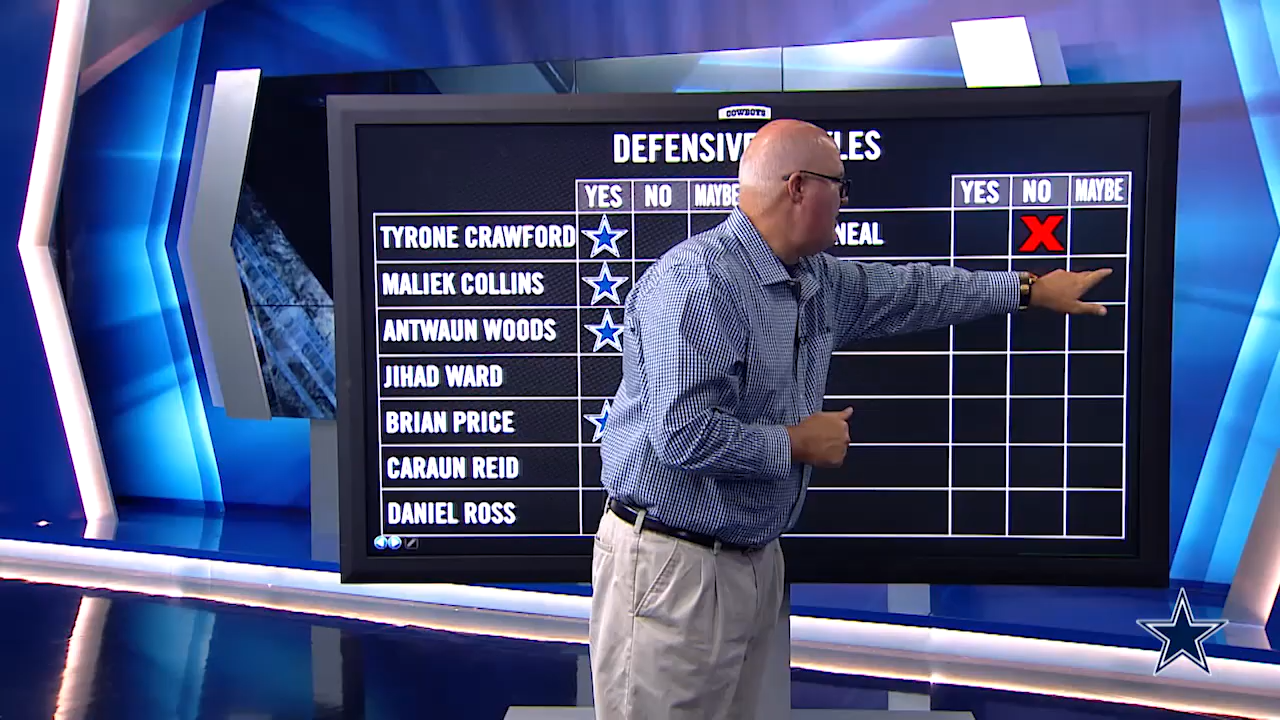 COWBOYS
DEFENSIVE
YES NO MAYBE YES NO MAYBE
TYRONE CRAWFORD NEAL
MALIEK COLLINS
ANTWAUN WOODS
JIHAD WARD
BRIAN PRICE
CARAUN REID
DANIEL ROSS